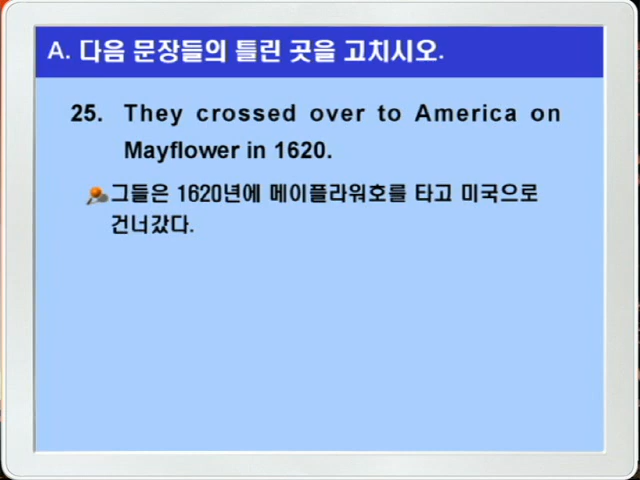 A. 다음 문장들의 틀린 곳을 고치시오.
25. They crossed over to America on
Mayflower in 1620.
그들은 1620년에 메이플라워호를 타고 미국으로
건너갔다.